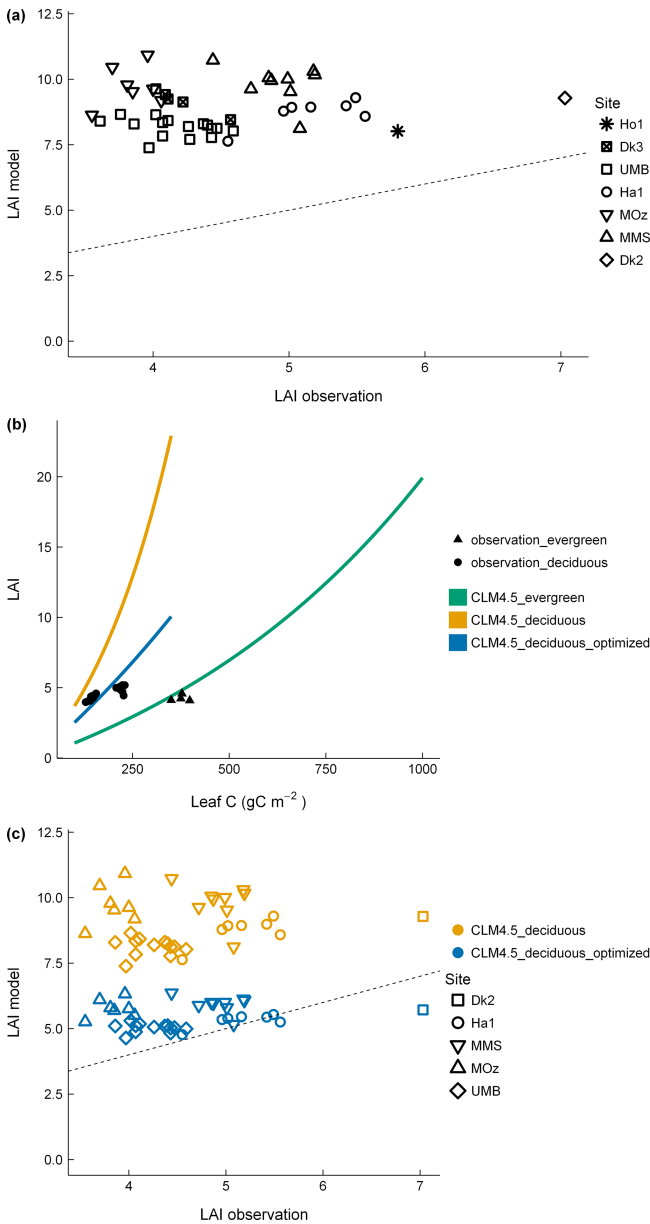 (a)
12.5
10.0
7.5
5.0
2.5
0.0
LAI model
4
5
6
7
LAI observation
Site
Ho1
Dk3
UMB
Ha1
MOz
MMS
Dk2
(b)
20
15
10
5
0
LAI
250
500
750
1000
Leaf C (gC m⁻² )
observation_evergreen
observation_deciduous
CLM4.5_evergreen
CLM4.5_deciduous
CLM4.5_deciduous_optimized
(c)
12.5
10.0
7.5
5.0
2.5
0.0
LAI model
4
5
6
7
LAI observation
CLM4.5_deciduous
CLM4.5_deciduous_optimized
Site
Dk2
Ha1
MMS
MOz
UMB